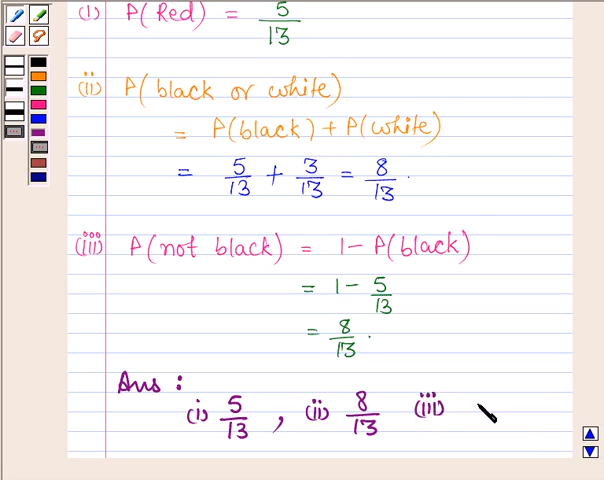 (i) P(Red) = 5/13
(ii) P(black or white)
= P(black) + P(white)
= 5/13 + 3/13 = 8/13.
(iii) P(not black) = 1 - P(black)
= 1 - 5/13
= 8/13.
Ans :
(i) 5/13 , (ii) 8/13 (iii)